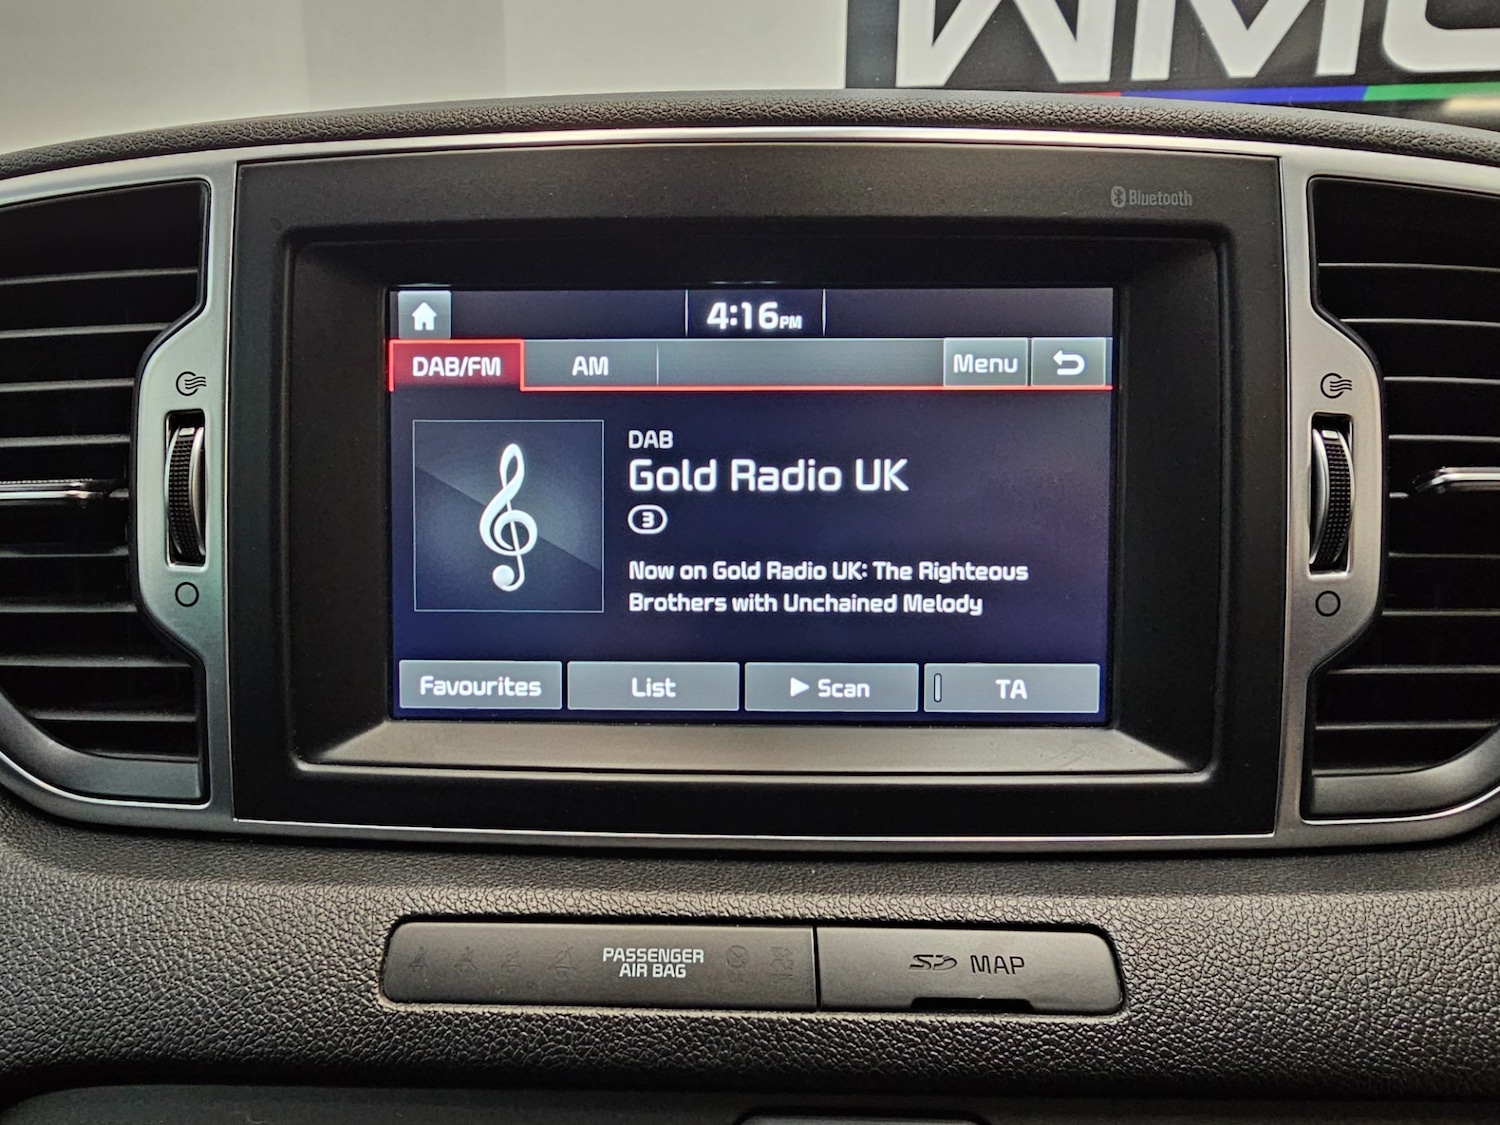 WMC
Bluetooth
4:16PM
DAB/FM
AM
Menu
DAB
Gold Radio UK
3
Now on Gold Radio UK: The Righteous
Brothers with Unchained Melody
Favourites
List
Scan
TA
PASSENGER
AIR BAG
SD MAP